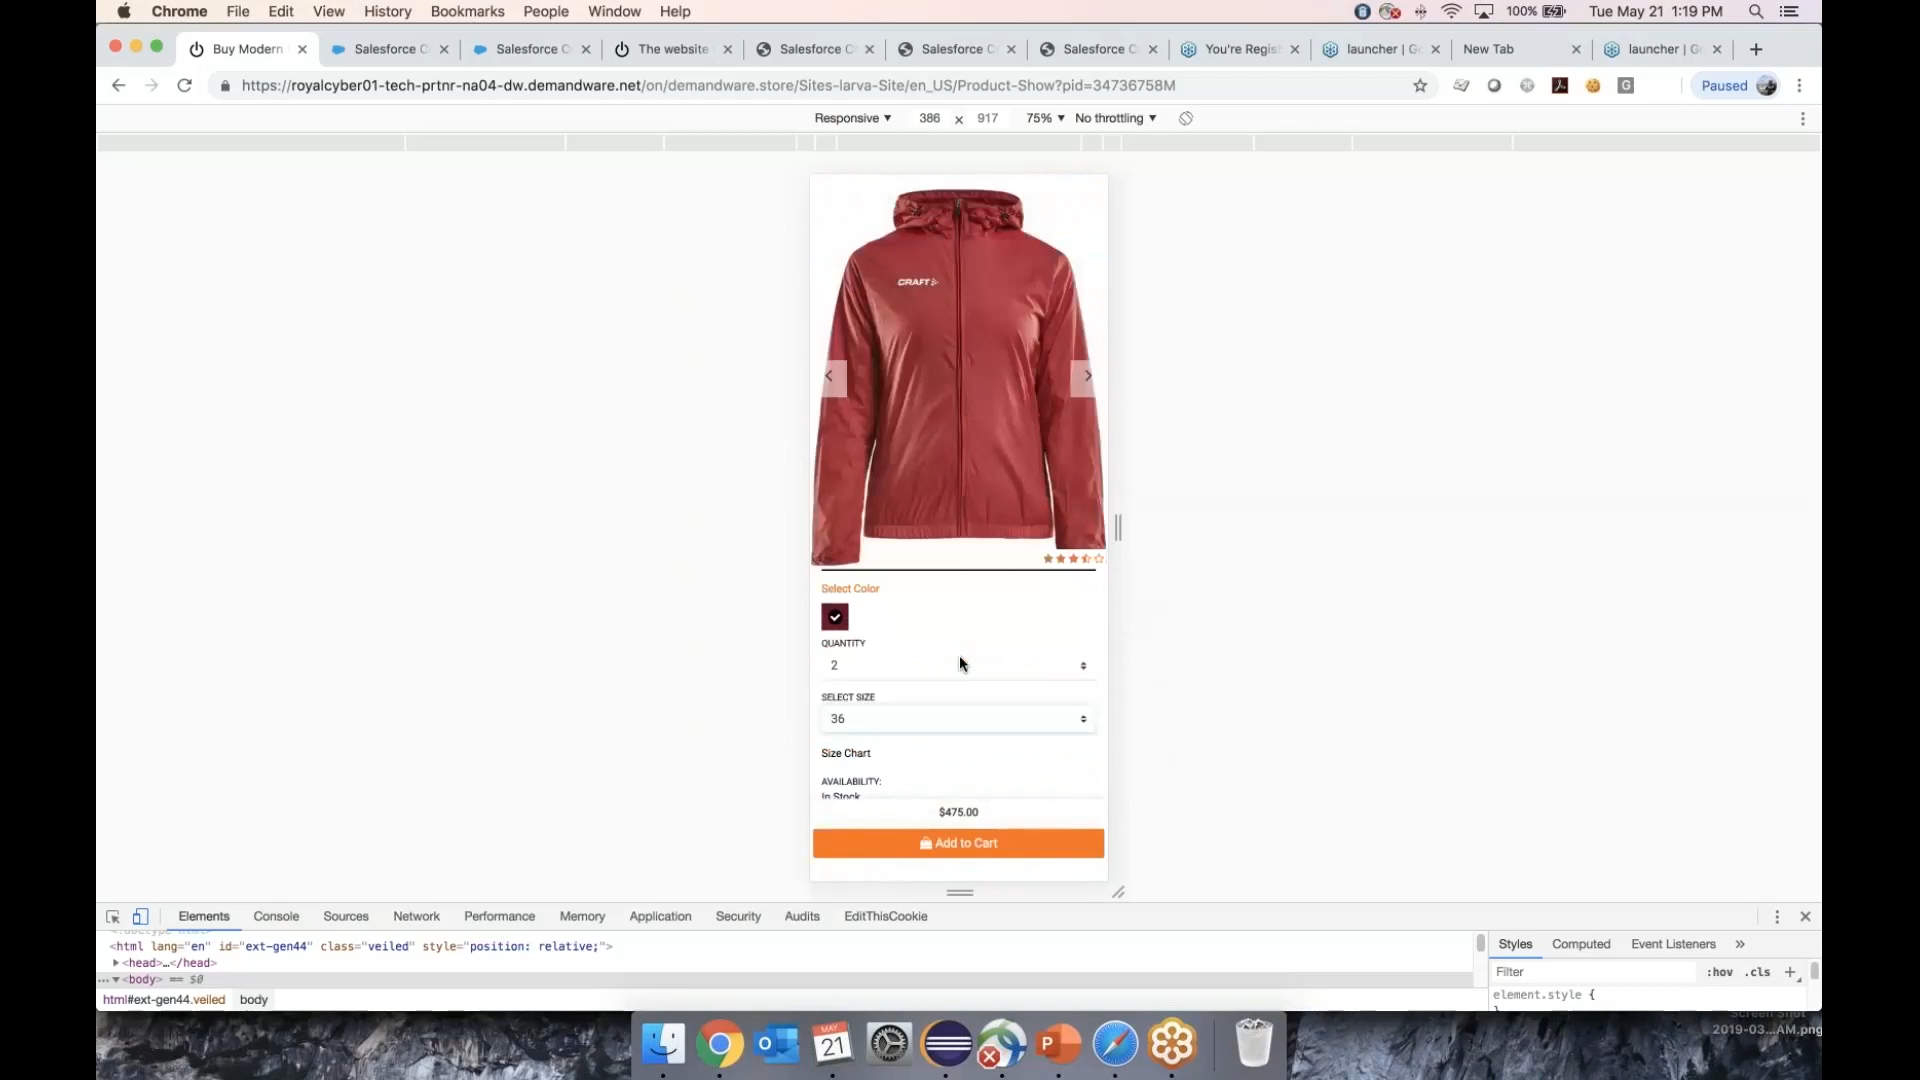 Chrome File Edit View History Bookmarks People Window Help 100% Tue May 21 1:19 PM
Buy Modern Salesforce C Salesforce C The website Salesforce C Salesforce C Salesforce C You're Regis launcher | G New Tab launcher | G
https://royalcyber01-tech-prtnr-na04-dw.demandware.net/on/demandware.store/Sites-larva-Site/en_US/Product-Show?pid=34736758M Paused
Responsive 386 x 917 75% No throttling
CRAFT
Select Color
QUANTITY
2
SELECT SIZE
36
Size Chart
AVAILABILITY:
In Stock
$475.00
Add to Cart
Elements Console Sources Network Performance Memory Application Security Audits EditThisCookie
<!doctype html>
<html lang="en" id="ext-gen44" class="veiled" style="position: relative;">
<head>…</head>
<body> == $0
html#ext-gen44.veiled body
Styles Computed Event Listeners »
Filter :hov .cls +
element.style {
Screen Shot
2019-03...AM.png
MAY
21